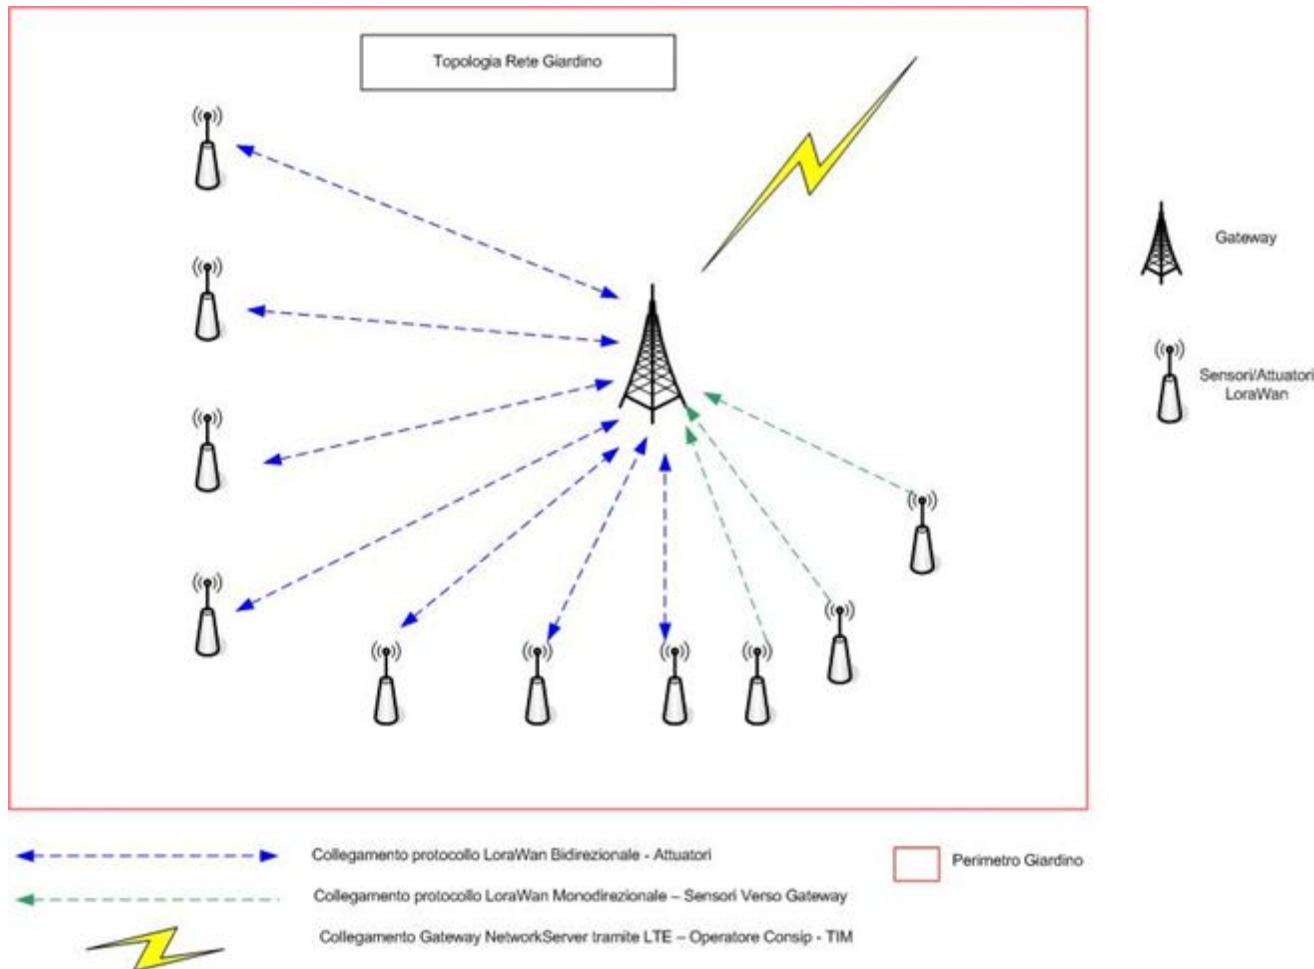 Topologia Rete Giardino
Gateway
Sensori/Attuatori
LoraWan
Collegamento protocollo LoraWan Bidirezionale - Attuatori
Perimetro Giardino
Collegamento protocollo LoraWan Monodirezionale – Sensori Verso Gateway
Collegamento Gateway NetworkServer tramite LTE – Operatore Consip - TIM